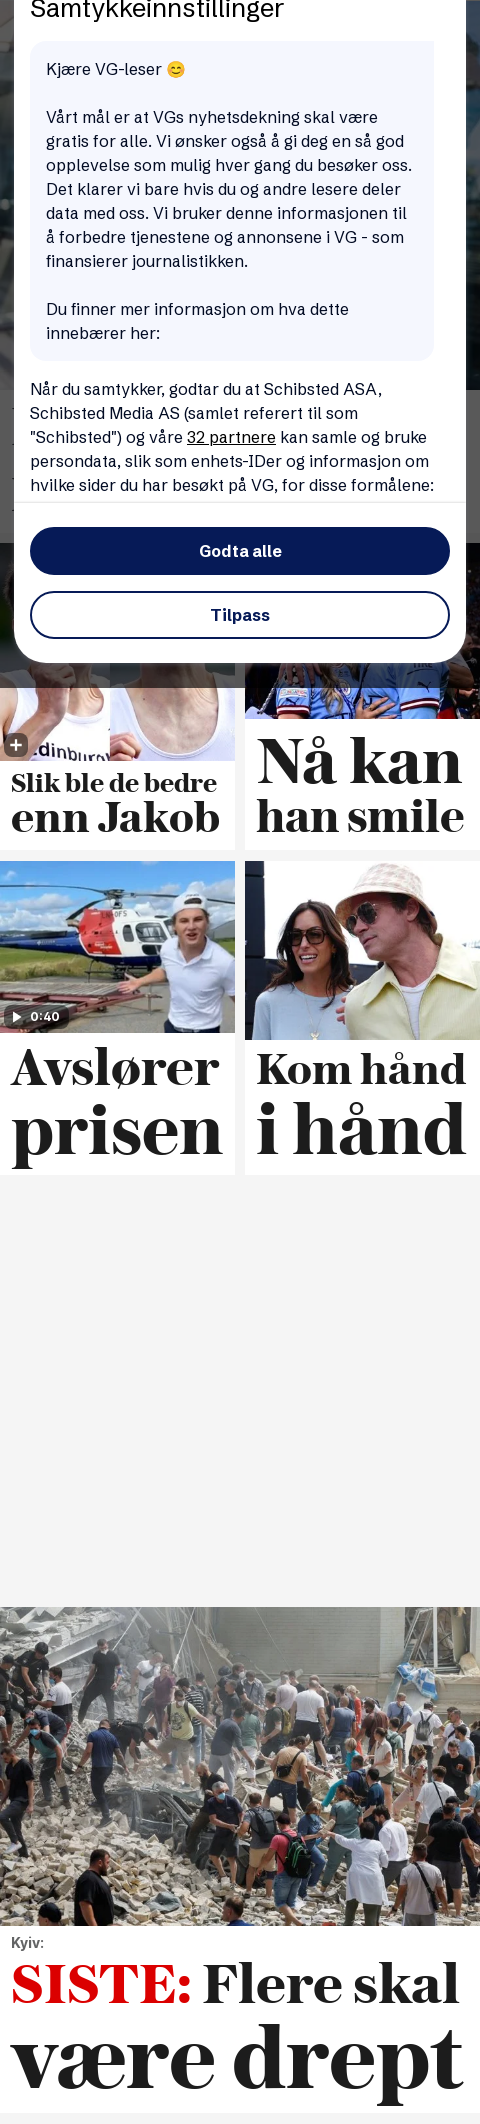 Samtykkeinnstillinger
Kjære VG-leser 😊
Vårt mål er at VGs nyhetsdekning skal være
gratis for alle. Vi ønsker også å gi deg en så god
opplevelse som mulig hver gang du besøker oss.
Det klarer vi bare hvis du og andre lesere deler
data med oss. Vi bruker denne informasjonen til
å forbedre tjenestene og annonsene i VG - som
finansierer journalistikken.
Du finner mer informasjon om hva dette
innebærer her:
Når du samtykker, godtar du at Schibsted ASA,
Schibsted Media AS (samlet referert til som
"Schibsted") og våre 32 partnere kan samle og bruke
persondata, slik som enhets-IDer og informasjon om
hvilke sider du har besøkt på VG, for disse formålene:
Godta alle
Tilpass
Slik ble de bedre
enn Jakob
Nå kan
han smile
0:40
Avslører
prisen
Kom hånd
i hånd
Kyiv:
SISTE: Flere skal
være drept